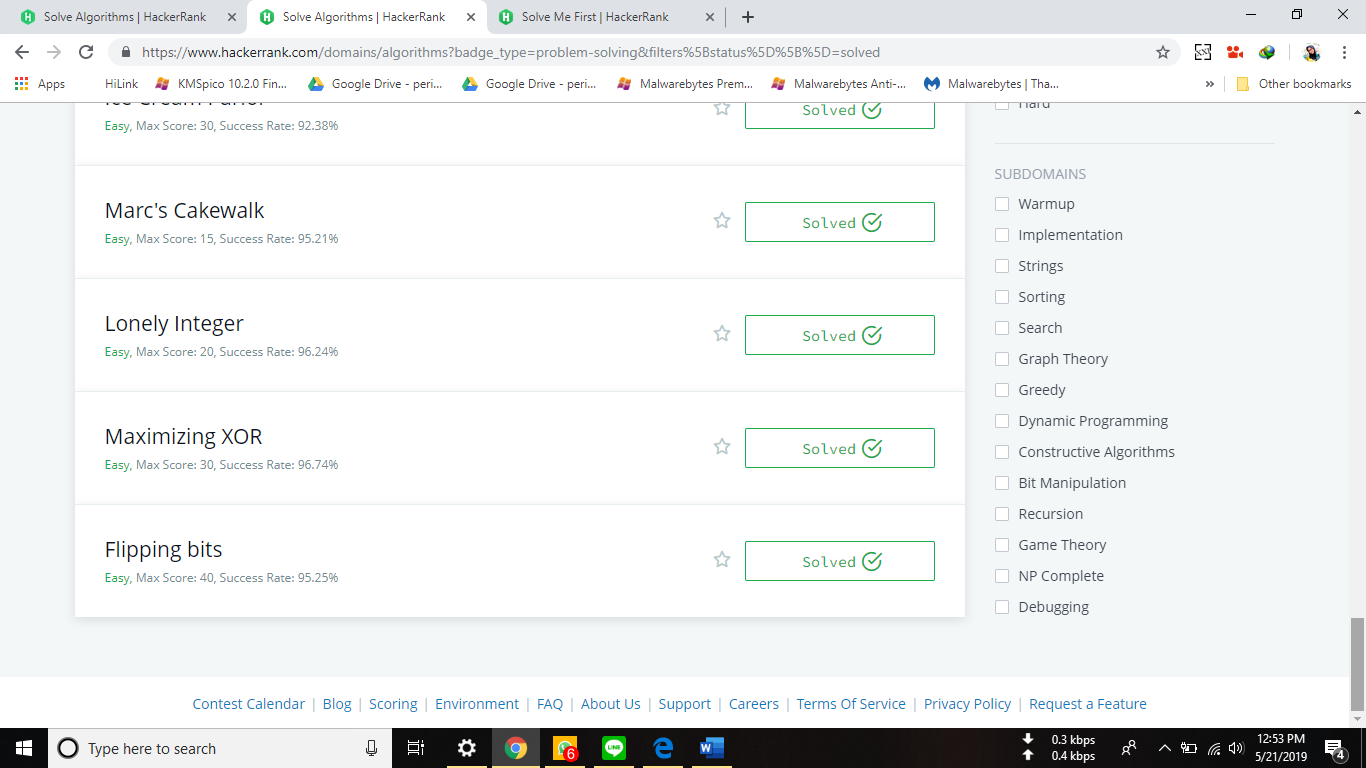 Solve Algorithms | HackerRank
Solve Algorithms | HackerRank
Solve Me First | HackerRank
https://www.hackerrank.com/domains/algorithms?badge_type=problem-solving&filters%5Bstatus%5D%5B%5D=solved
Apps
HiLink
KMSpico 10.2.0 Fin...
Google Drive - peri...
Google Drive - peri...
Malwarebytes Prem...
Malwarebytes Anti-...
Malwarebytes | Tha...
»
Other bookmarks
Ice Cream Parlor
Easy, Max Score: 30, Success Rate: 92.38%
Solved
Marc's Cakewalk
Easy, Max Score: 15, Success Rate: 95.21%
Solved
Lonely Integer
Easy, Max Score: 20, Success Rate: 96.24%
Solved
Maximizing XOR
Easy, Max Score: 30, Success Rate: 96.74%
Solved
Flipping bits
Easy, Max Score: 40, Success Rate: 95.25%
Solved
Hard
SUBDOMAINS
Warmup
Implementation
Strings
Sorting
Search
Graph Theory
Greedy
Dynamic Programming
Constructive Algorithms
Bit Manipulation
Recursion
Game Theory
NP Complete
Debugging
Contest Calendar | Blog | Scoring | Environment | FAQ | About Us | Support | Careers | Terms Of Service | Privacy Policy | Request a Feature
Type here to search
6
LINE
0.3 kbps
0.4 kbps
12:53 PM
5/21/2019
4